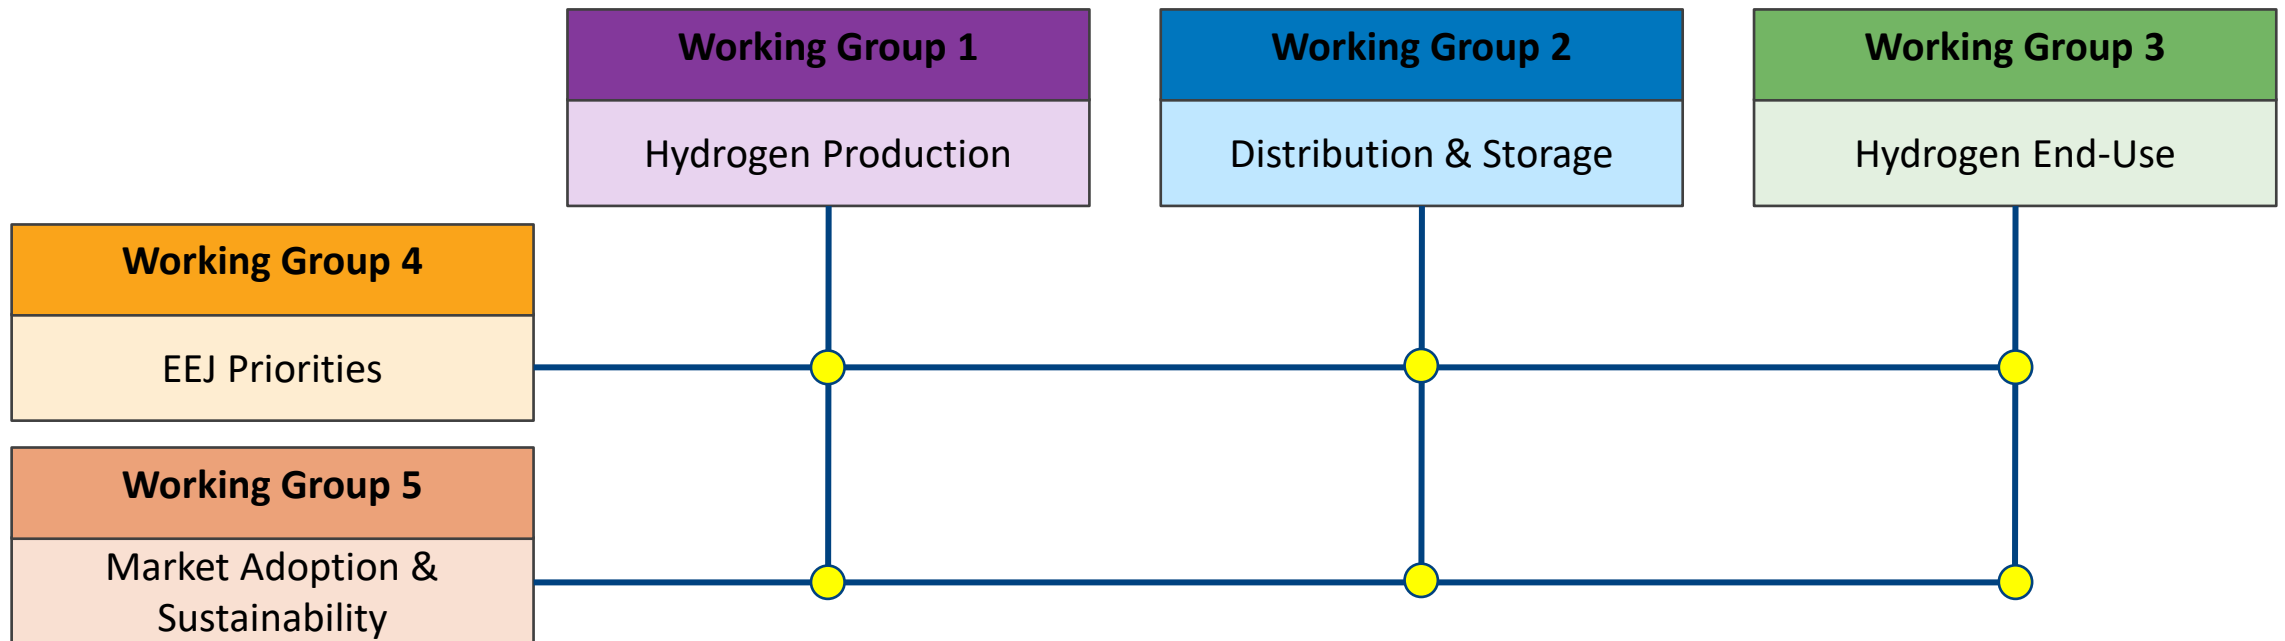 Working Group 1
Hydrogen Production
Working Group 2
Distribution & Storage
Working Group 3
Hydrogen End-Use
Working Group 4
EEJ Priorities
Working Group 5
Market Adoption &
Sustainability